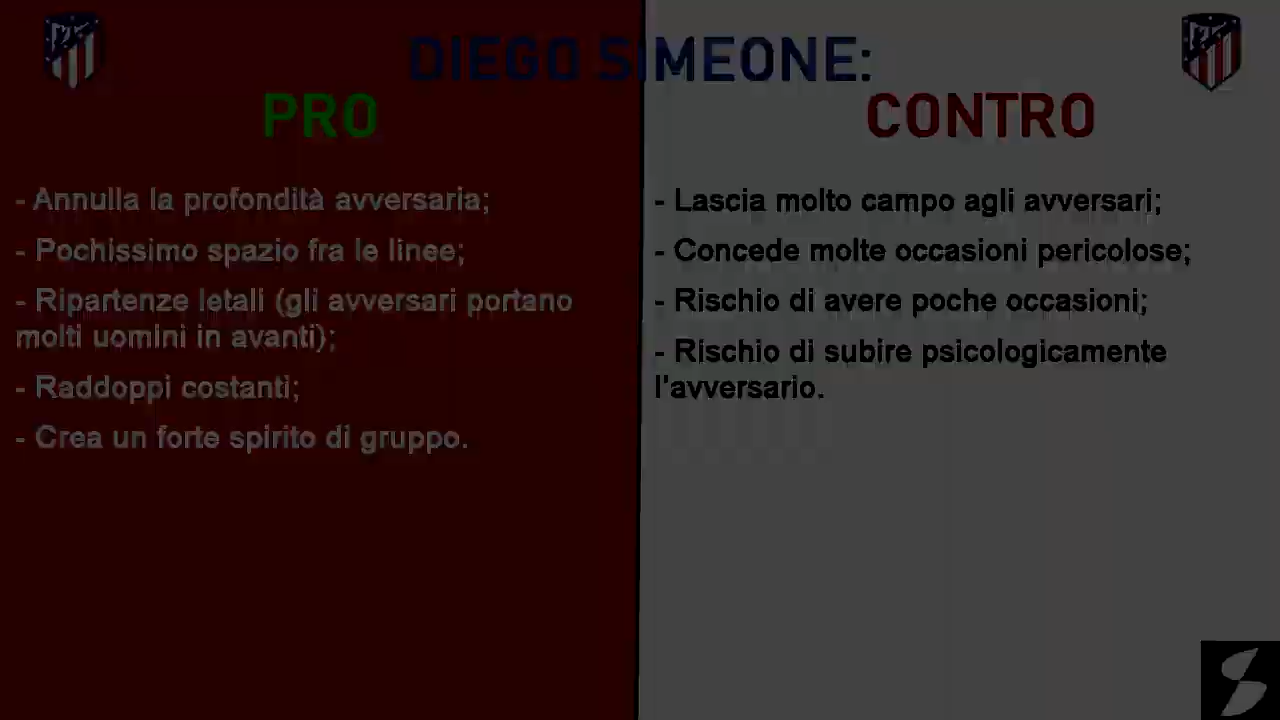 DIEGO SIMEONE:
PRO
- Annulla la profondità avversaria;
- Pochissimo spazio fra le linee;
- Ripartenze letali (gli avversari portano
molti uomini in avanti);
- Raddoppi costanti;
- Crea un forte spirito di gruppo.
CONTRO
- Lascia molto campo agli avversari;
- Concede molte occasioni pericolose;
- Rischio di avere poche occasioni;
- Rischio di subire psicologicamente
l'avversario.